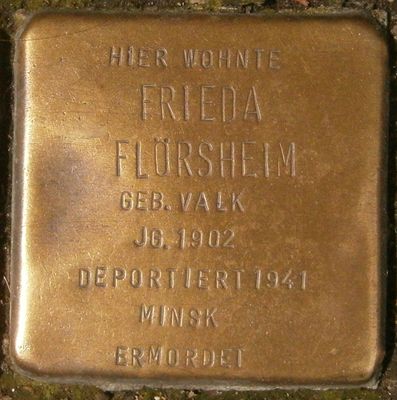 HIER WOHNTE
FRIEDA
FLÖRSHEIM
GEB. VALK
JG. 1902
DEPORTIERT 1941
MINSK
ERMORDET